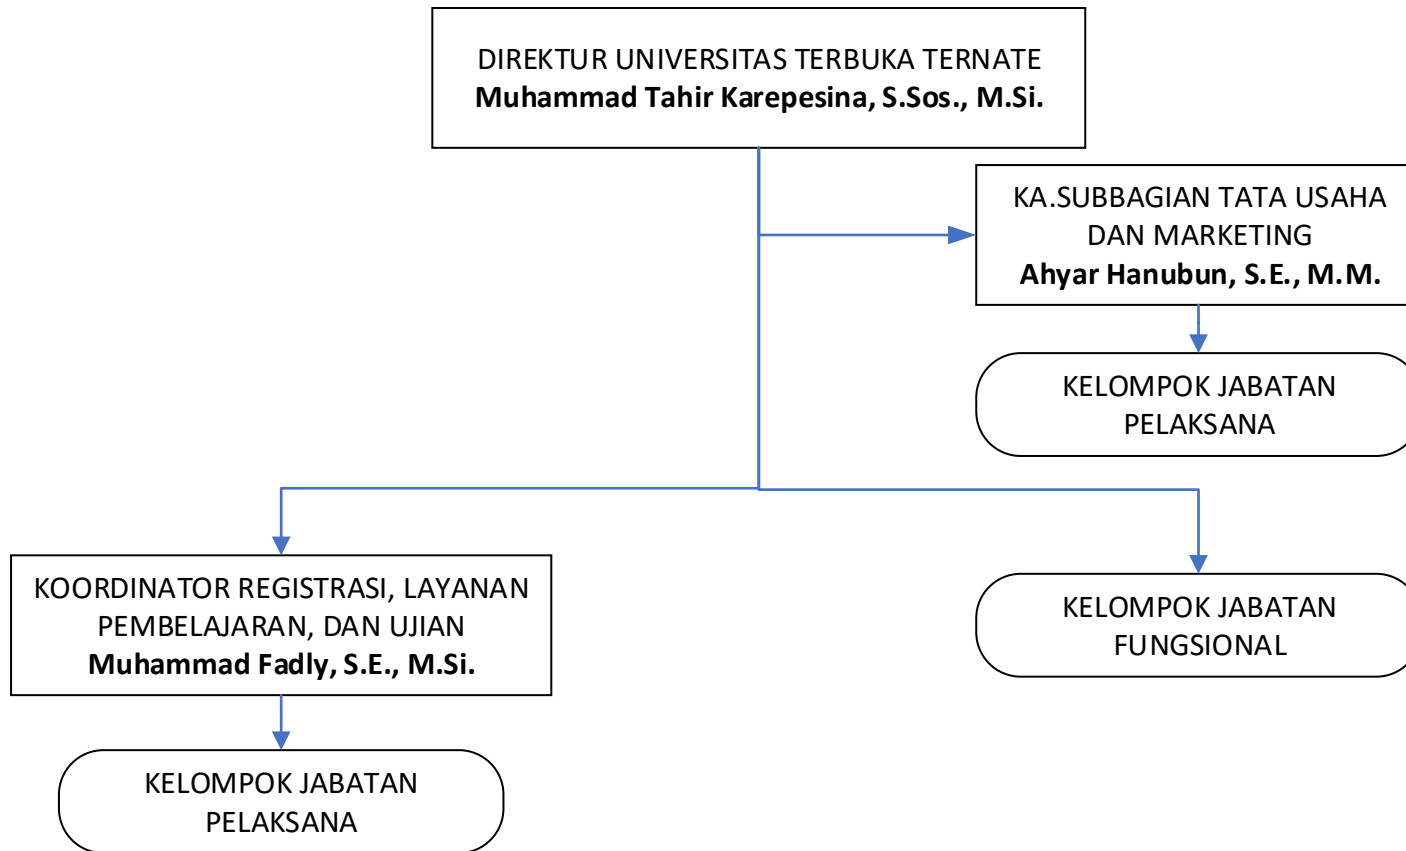 DIREKTUR UNIVERSITAS TERBUKA TERNATE
Muhammad Tahir Karepesina, S.Sos., M.Si.
KA.SUBBAGIAN TATA USAHA
DAN MARKETING
Ahyar Hanubun, S.E., M.M.
KELOMPOK JABATAN
PELAKSANA
KOORDINATOR REGISTRASI, LAYANAN
PEMBELAJARAN, DAN UJIAN
Muhammad Fadly, S.E., M.Si.
KELOMPOK JABATAN
FUNGSIONAL
KELOMPOK JABATAN
PELAKSANA